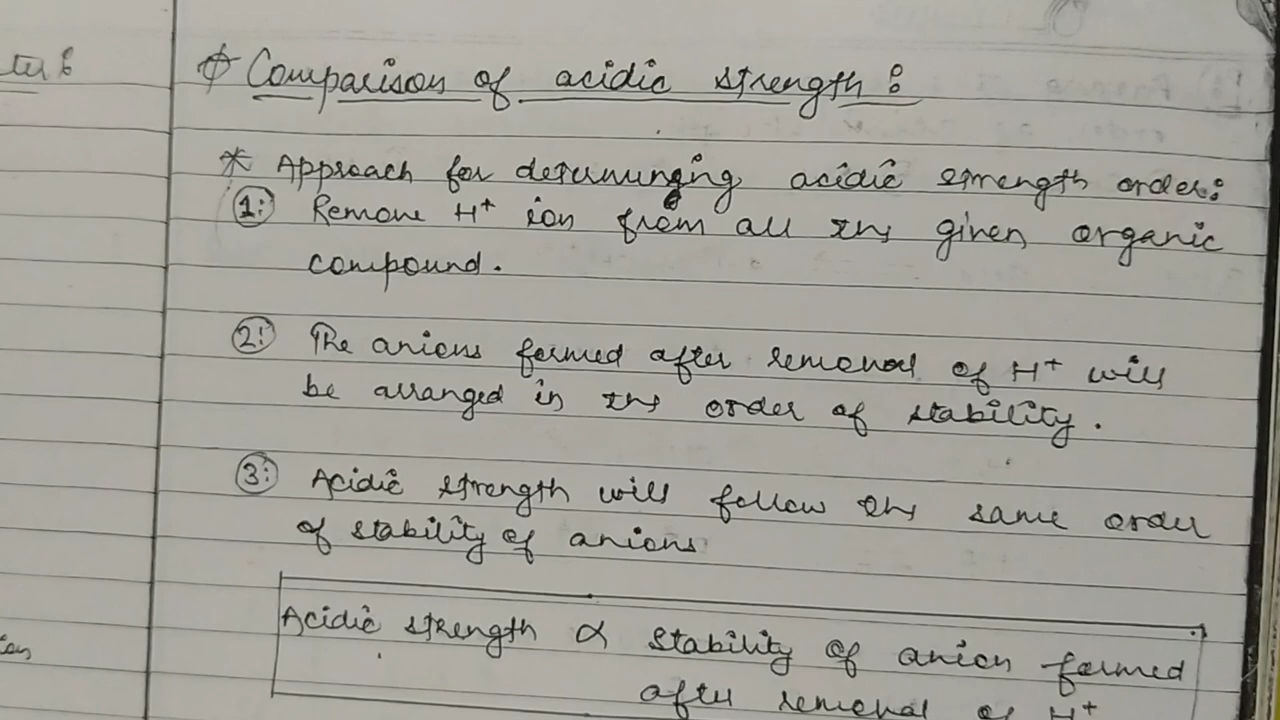 Comparison of acidic strength :
* Approach for determining acidic strength order:
1: Remove H+ ion from all the given organic
compound.
2: The anions formed after removal of H+ will
be arranged in the order of stability.
3: Acidic strength will follow the same order
of stability of anions
Acidic strength ∝ stability of anion formed
after removal of H+